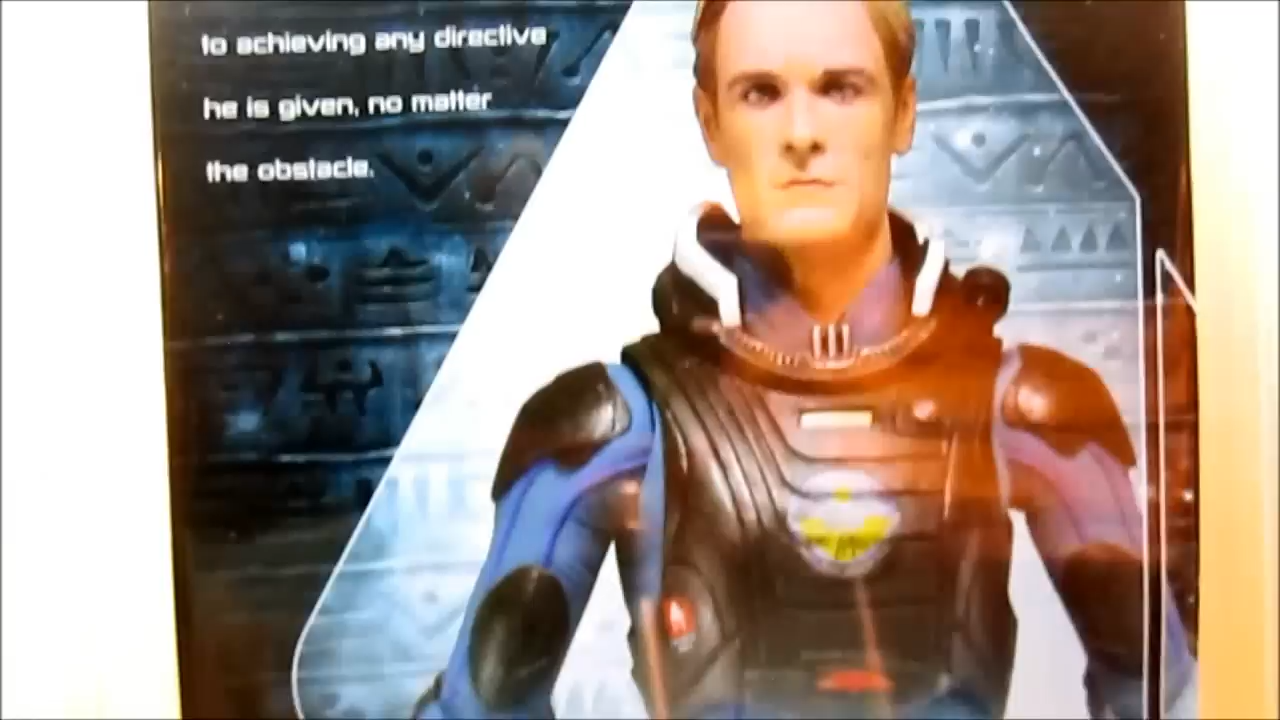 to achieving any directive
he is given, no matter
the obstacle.